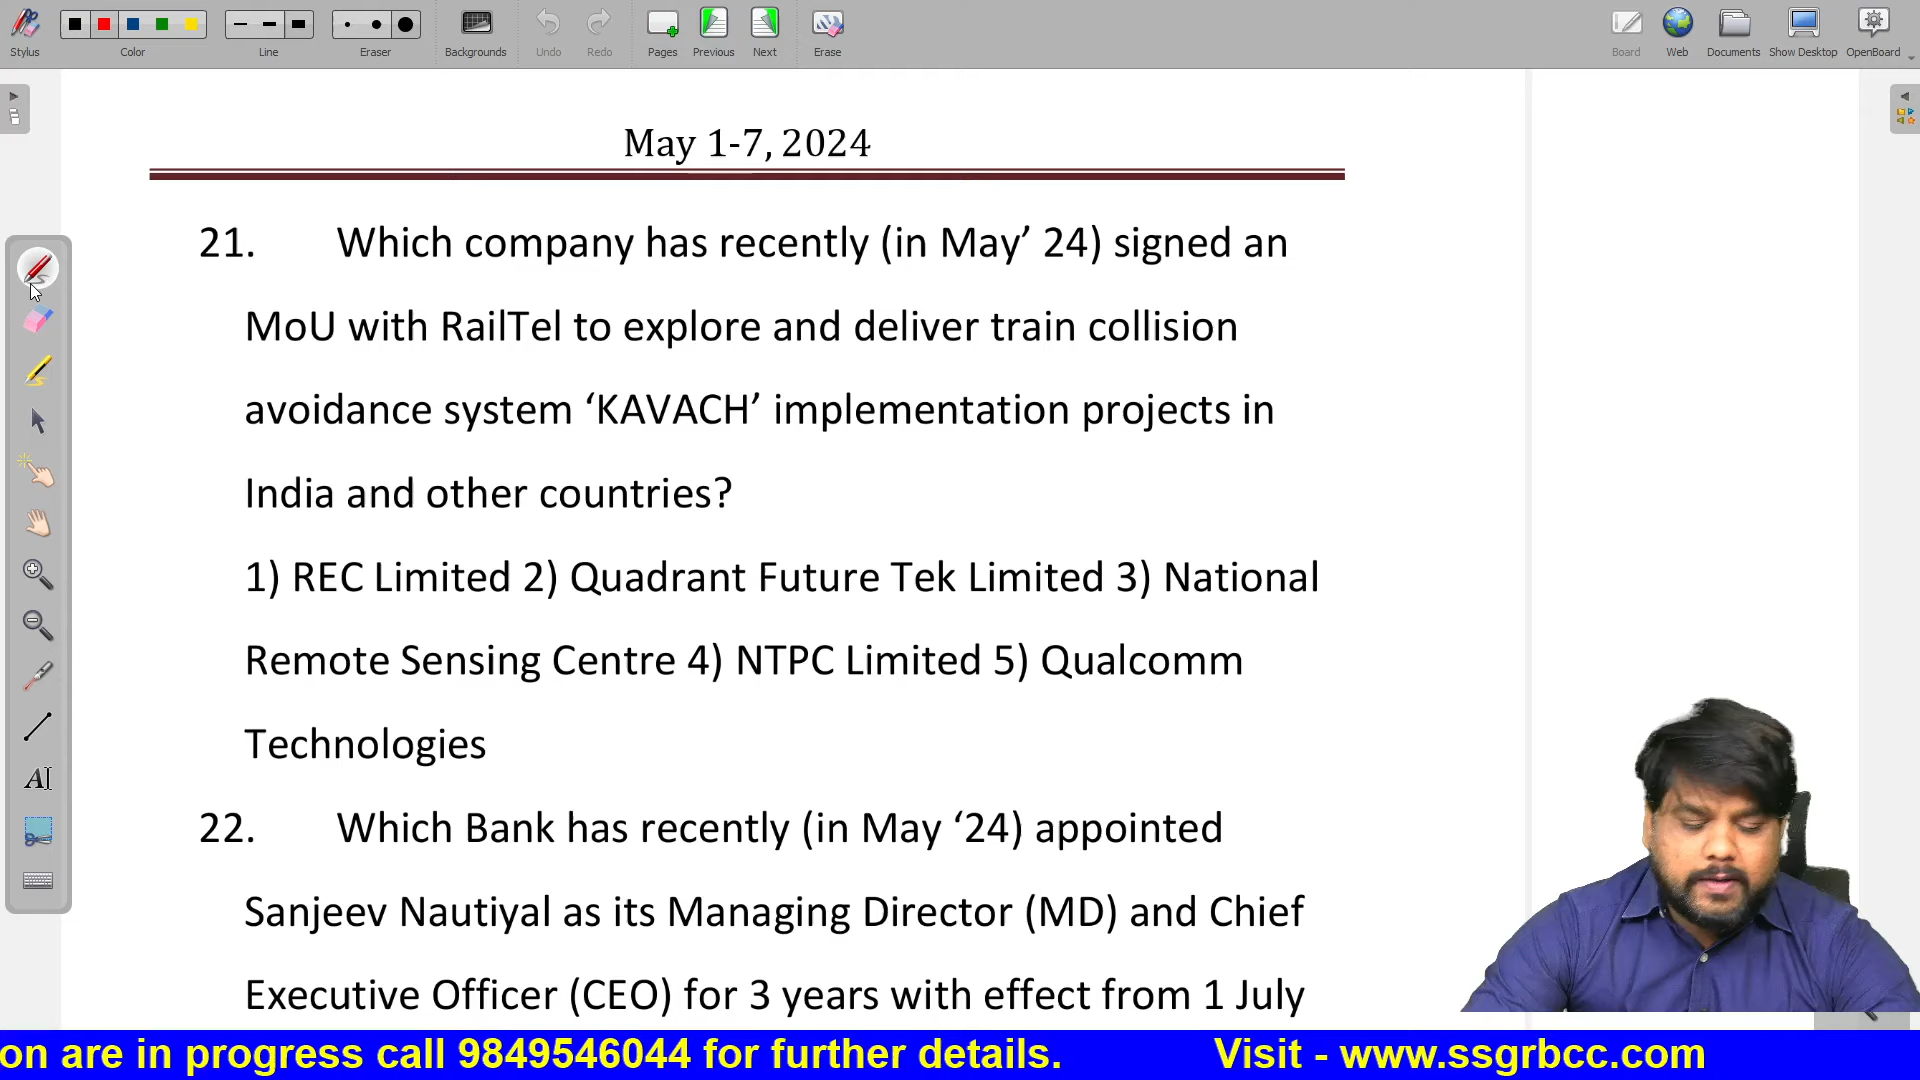 Stylus
Color
Line
Eraser
Backgrounds
Undo
Redo
Pages
Previous
Next
Erase
Board
Web
Documents
Show Desktop
OpenBoard
May 1-7, 2024
21. Which company has recently (in May’ 24) signed an
MoU with RailTel to explore and deliver train collision
avoidance system ‘KAVACH’ implementation projects in
India and other countries?
1) REC Limited 2) Quadrant Future Tek Limited 3) National
Remote Sensing Centre 4) NTPC Limited 5) Qualcomm
Technologies
22. Which Bank has recently (in May ‘24) appointed
Sanjeev Nautiyal as its Managing Director (MD) and Chief
Executive Officer (CEO) for 3 years with effect from 1 July
on are in progress call 9849546044 for further details. Visit - www.ssgrbcc.com